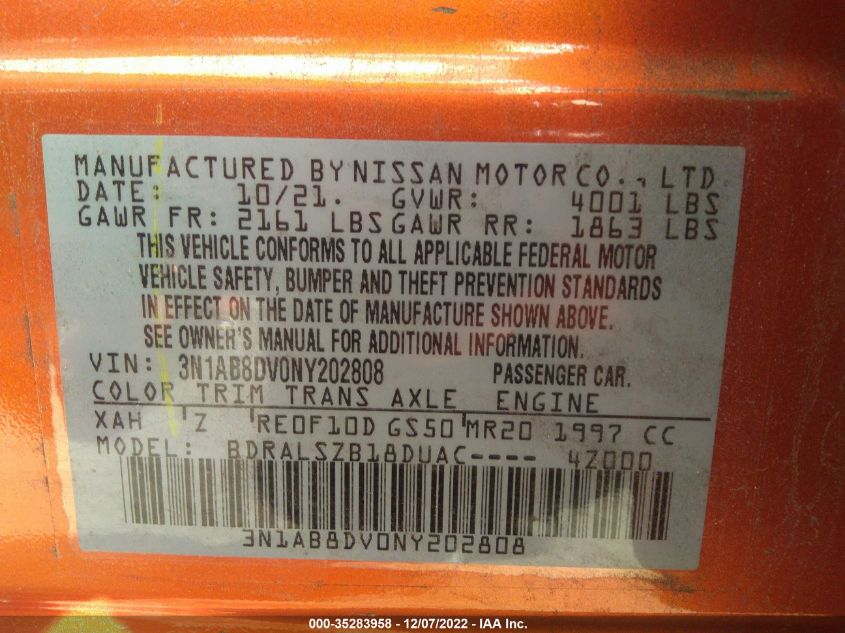 MANUFACTURED BY NISSAN MOTOR CO., LTD.
DATE: 10/21. GVWR: 4001 LBS
GAWR FR: 2161 LBS GAWR RR: 1863 LBS
THIS VEHICLE CONFORMS TO ALL APPLICABLE FEDERAL MOTOR
VEHICLE SAFETY, BUMPER AND THEFT PREVENTION STANDARDS
IN EFFECT ON THE DATE OF MANUFACTURE SHOWN ABOVE.
SEE OWNER'S MANUAL FOR ADDITIONAL INFORMATION.
VIN: 3N1AB8DV0NY202808 PASSENGER CAR.
COLOR TRIM TRANS AXLE ENGINE
XAH Z RE0F10D GS50 MR20 1997 CC
MODEL: BDRALSZB18DUAC---- 4Z000
3N1AB8DV0NY202808
000-35283958 - 12/07/2022 - IAA Inc.